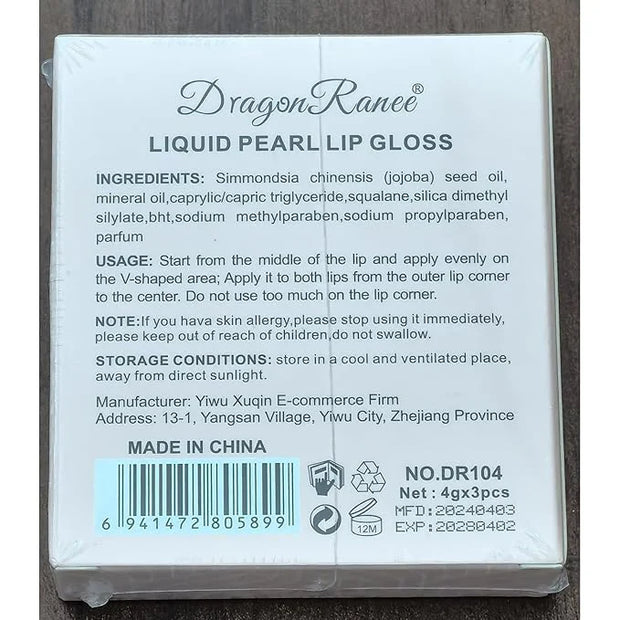 DragonRanee®
LIQUID PEARL LIP GLOSS
INGREDIENTS: Simmondsia chinensis (jojoba) seed oil,
mineral oil,caprylic/capric triglyceride,squalane,silica dimethyl
silylate,bht,sodium methylparaben,sodium propylparaben,
parfum
USAGE: Start from the middle of the lip and apply evenly on
the V-shaped area; Apply it to both lips from the outer lip corner
to the center. Do not use too much on the lip corner.
NOTE:If you hava skin allergy,please stop using it immediately,
please keep out of reach of children,do not swallow.
STORAGE CONDITIONS: store in a cool and ventilated place,
away from direct sunlight.
Manufacturer: Yiwu Xuqin E-commerce Firm
Address: 13-1, Yangsan Village, Yiwu City, Zhejiang Province
MADE IN CHINA
6 941472 805899
12M
NO.DR104
Net : 4gx3pcs
MFD: 20240403
EXP: 20280402